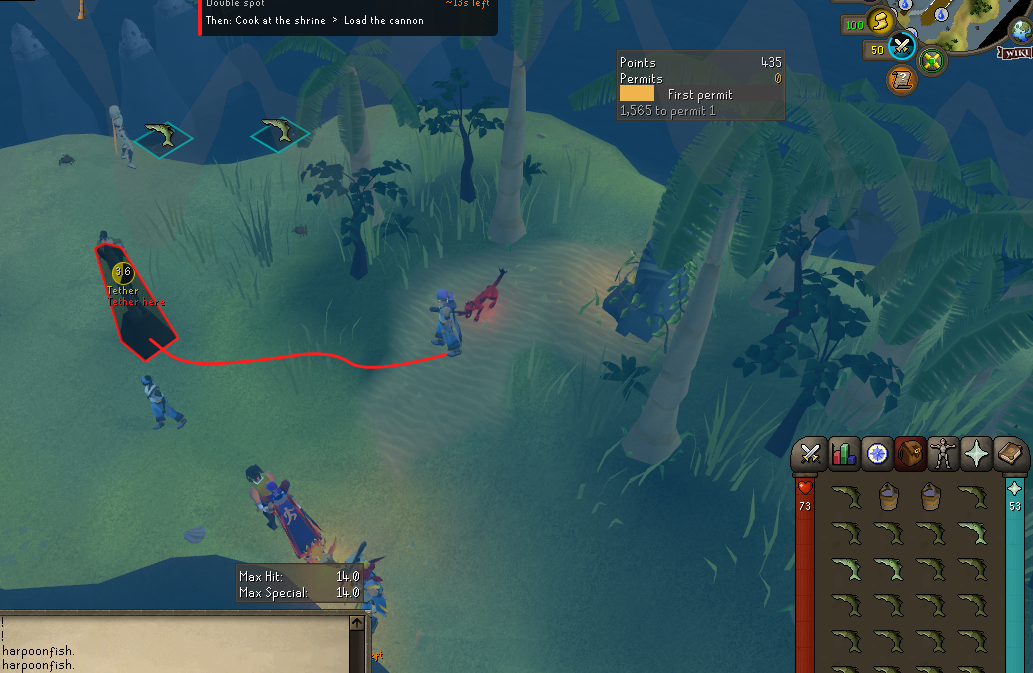 Double spot
~13s left
Then: Cook at the shrine > Load the cannon
100
50
WIKI
Points 435
Permits 0
First permit
1,565 to permit 1
3.6
Tether
Tether here
73
53
Max Hit: 14.0
Max Special: 14.0
!
!
harpoonfish.
harpoonfish.